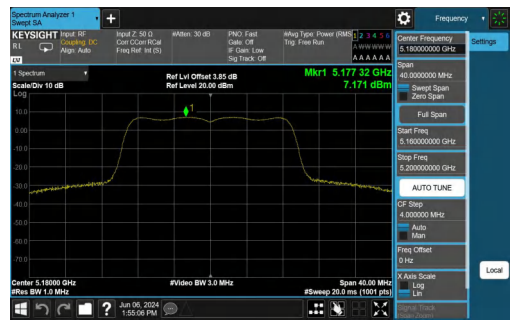 Spectrum Analyzer 1
Swept SA
+
Frequency
KEYSIGHT
Input: RF
Input Z: 50 Ω
#Atten: 30 dB
PNO: Fast
#Avg Type: Power (RMS
1 2 3 4 5 6
RL
Coupling: DC
Corr CCorr RCal
Gate: Off
Trig: Free Run
A W W W W W
Align: Auto
Freq Ref: Int (S)
IF Gain: Low
A A A A A A
Sig Track: Off
LV
1 Spectrum
Ref Lvl Offset 3.85 dB
Mkr1 5.177 32 GHz
Scale/Div 10 dB
Ref Level 20.00 dBm
7.171 dBm
Log
10.0
1
0.00
-10.0
-20.0
-30.0
-40.0
-50.0
-60.0
-70.0
Center 5.18000 GHz
#Video BW 3.0 MHz
Span 40.00 MHz
#Res BW 1.0 MHz
#Sweep 20.0 ms (1001 pts)
Center Frequency
Settings
5.180000000 GHz
Span
40.0000000 MHz
Swept Span
Zero Span
Full Span
Start Freq
5.160000000 GHz
Stop Freq
5.200000000 GHz
AUTO TUNE
CF Step
4.000000 MHz
Auto
Man
Freq Offset
0 Hz
X Axis Scale
Log
Lin
Local
Signal Track
?
Jun 06, 2024
1:55:06 PM